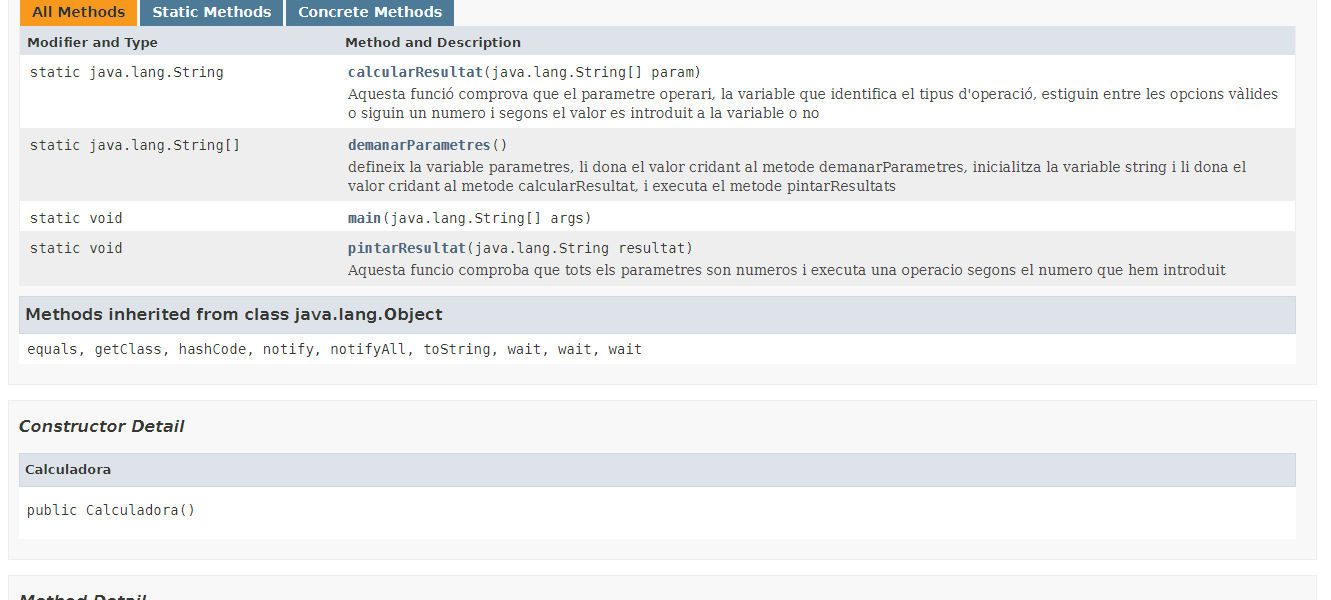 All Methods Static Methods Concrete Methods
Modifier and Type Method and Description
static java.lang.String calcularResultat(java.lang.String[] param)
Aquesta funció comprova que el parametre operari, la variable que identifica el tipus d'operació, estiguin entre les opcions vàlides
o siguin un numero i segons el valor es introduit a la variable o no
static java.lang.String[] demanarParametres()
defineix la variable parametres, li dona el valor cridant al metode demanarParametres, inicialitza la variable string i li dona el
valor cridant al metode calcularResultat, i executa el metode pintarResultats
static void main(java.lang.String[] args)
static void pintarResultat(java.lang.String resultat)
Aquesta funcio comproba que tots els parametres son numeros i executa una operacio segons el numero que hem introduit
Methods inherited from class java.lang.Object
equals, getClass, hashCode, notify, notifyAll, toString, wait, wait, wait
Constructor Detail
Calculadora
public Calculadora()
Method Detail